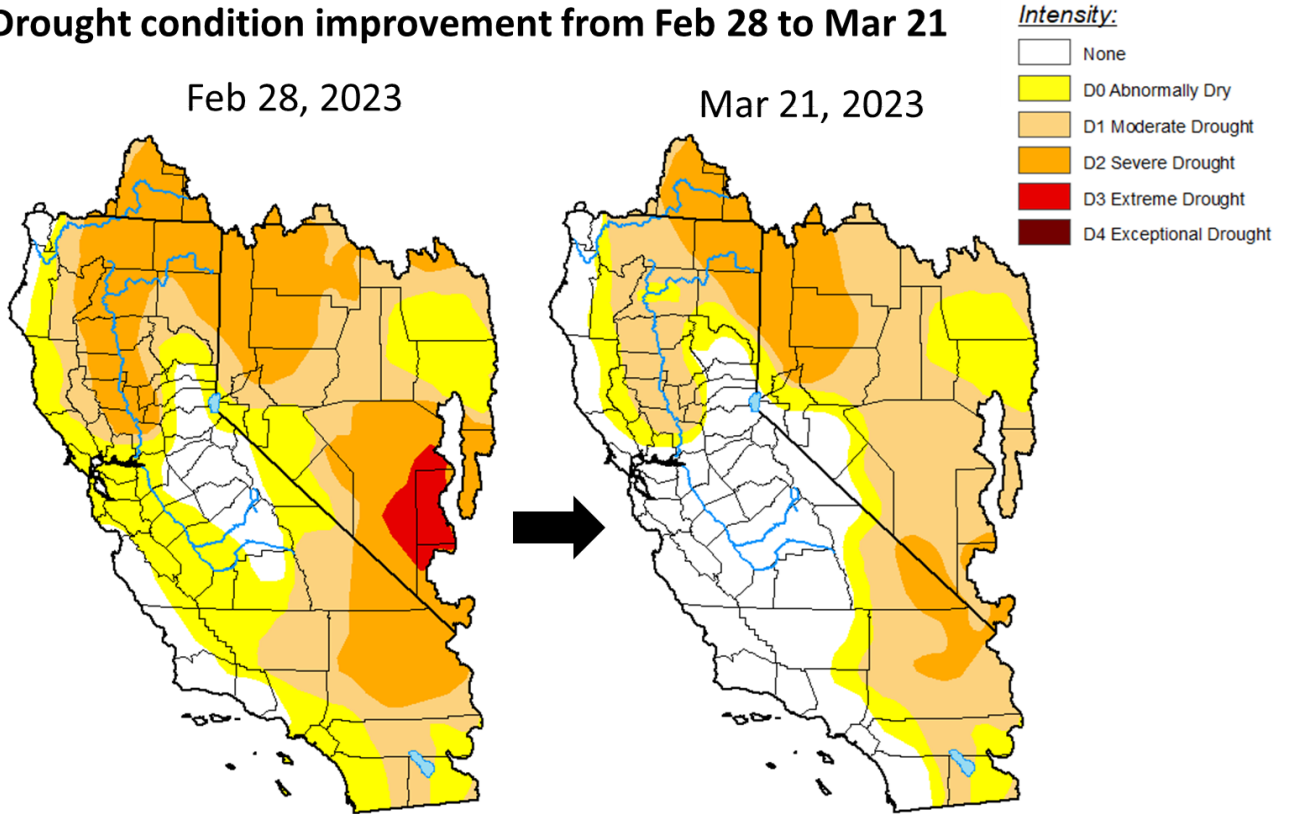 Drought condition improvement from Feb 28 to Mar 21
Intensity:
None
D0 Abnormally Dry
D1 Moderate Drought
D2 Severe Drought
D3 Extreme Drought
D4 Exceptional Drought
Feb 28, 2023
Mar 21, 2023